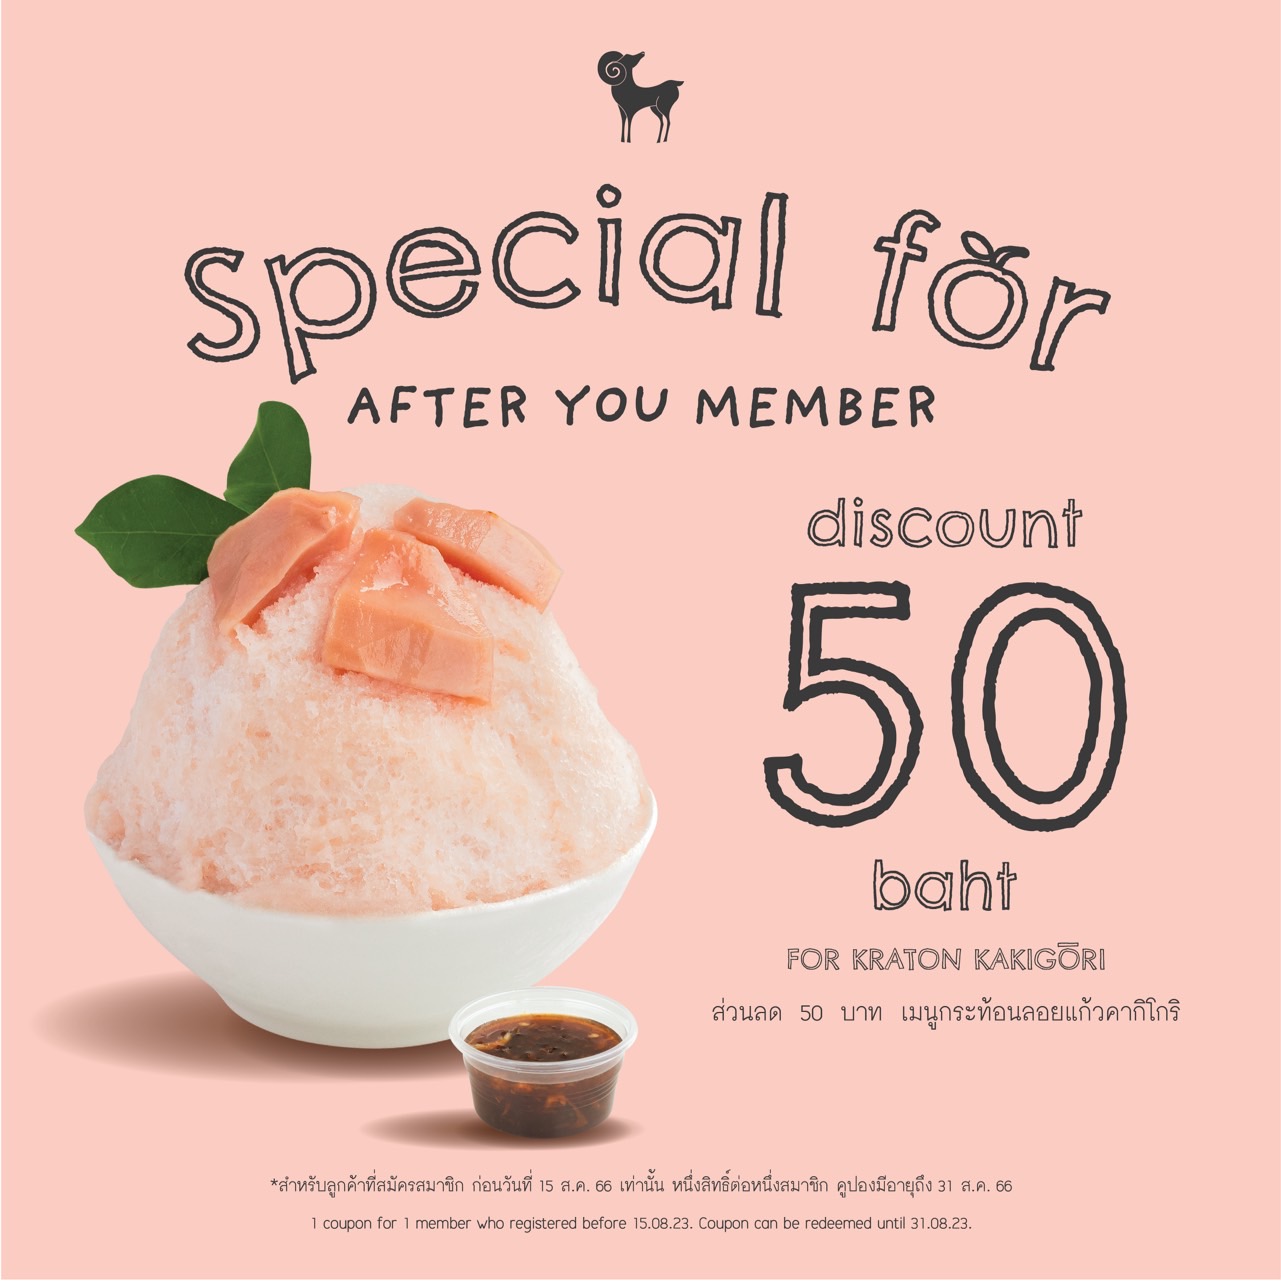 special for
AFTER YOU MEMBER
discount
50
baht
FOR KRATON KAKIGŌRI
ส่วนลด 50 บาท เมนูกระท้อนลอยแก้วคากิโกริ
*สำหรับลูกค้าที่สมัครสมาชิก ก่อนวันที่ 15 ส.ค. 66 เท่านั้น หนึ่งสิทธิ์ต่อหนึ่งสมาชิก คูปองมีอายุถึง 31 ส.ค. 66
1 coupon for 1 member who registered before 15.08.23. Coupon can be redeemed until 31.08.23.